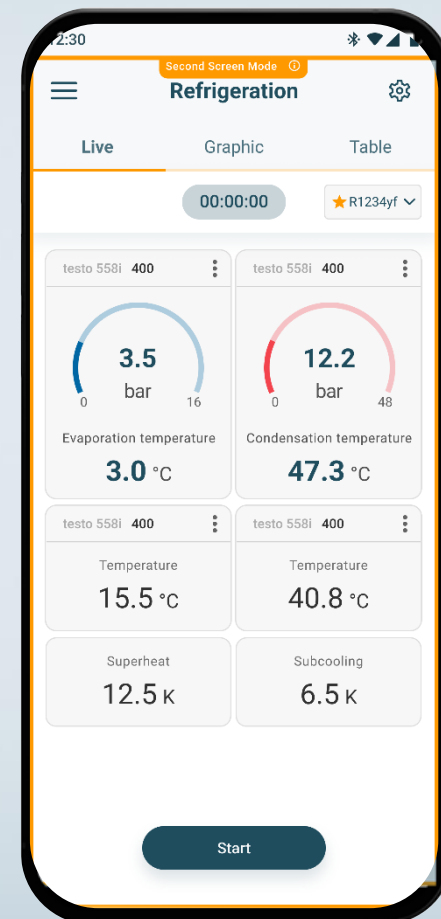 2:30
Second Screen Mode
Refrigeration
Live Graphic Table
00:00:00 R1234yf
testo 558i 400 testo 558i 400
3.5 12.2
bar bar
0 16 0 48
Evaporation temperature Condensation temperature
3.0 °C 47.3 °C
testo 558i 400 testo 558i 400
Temperature Temperature
15.5 °C 40.8 °C
Superheat Subcooling
12.5 K 6.5 K
Start